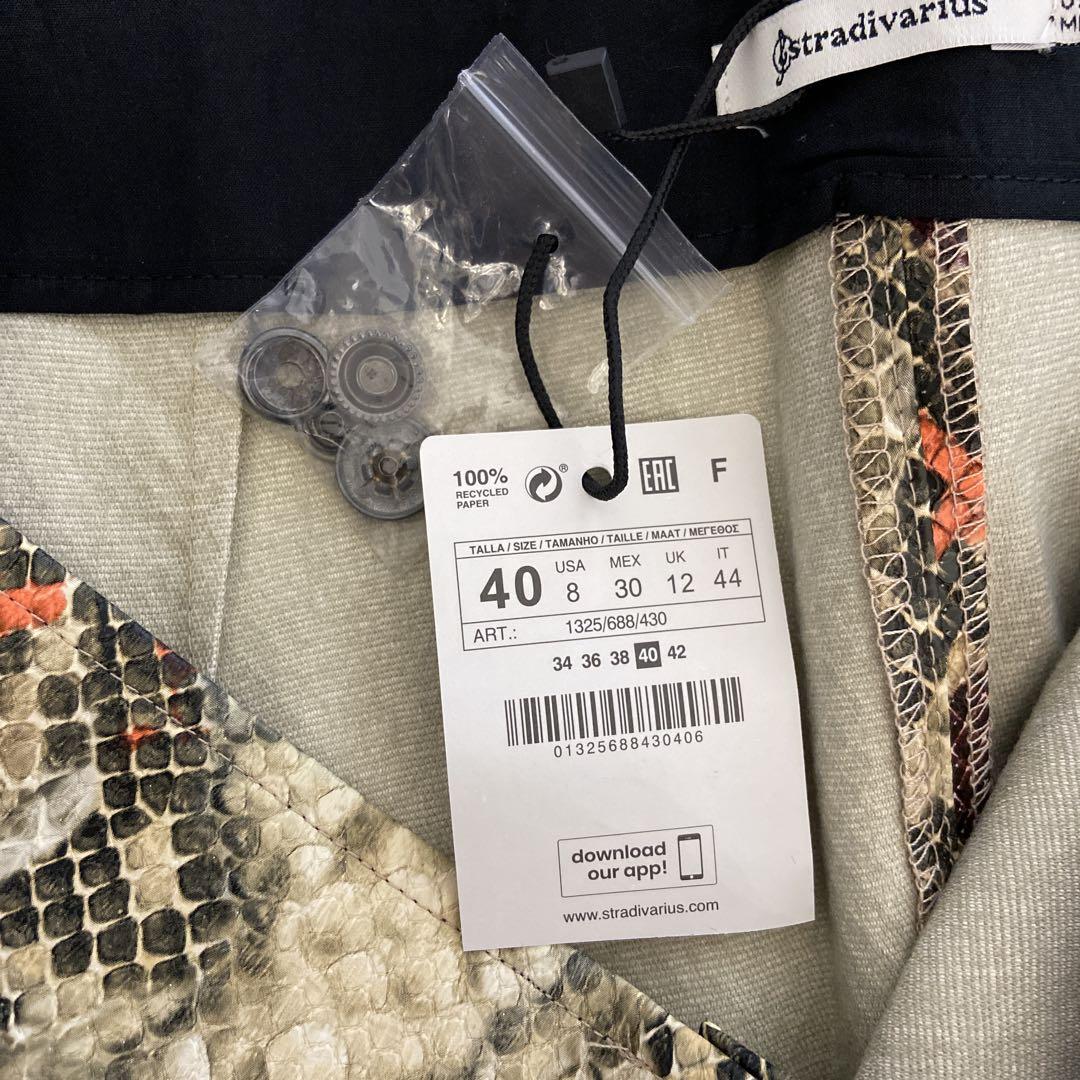 stradivarius
100%
RECYCLED
PAPER
®
EAC
F
TALLA / SIZE / TAMANHO / TAILLE / MAAT / ΜΕΓΕΘΟΣ
40
USA
8
MEX
30
UK
12
IT
44
ART.: 1325/688/430
34 36 38 40 42
01325688430406
download
our app!
www.stradivarius.com